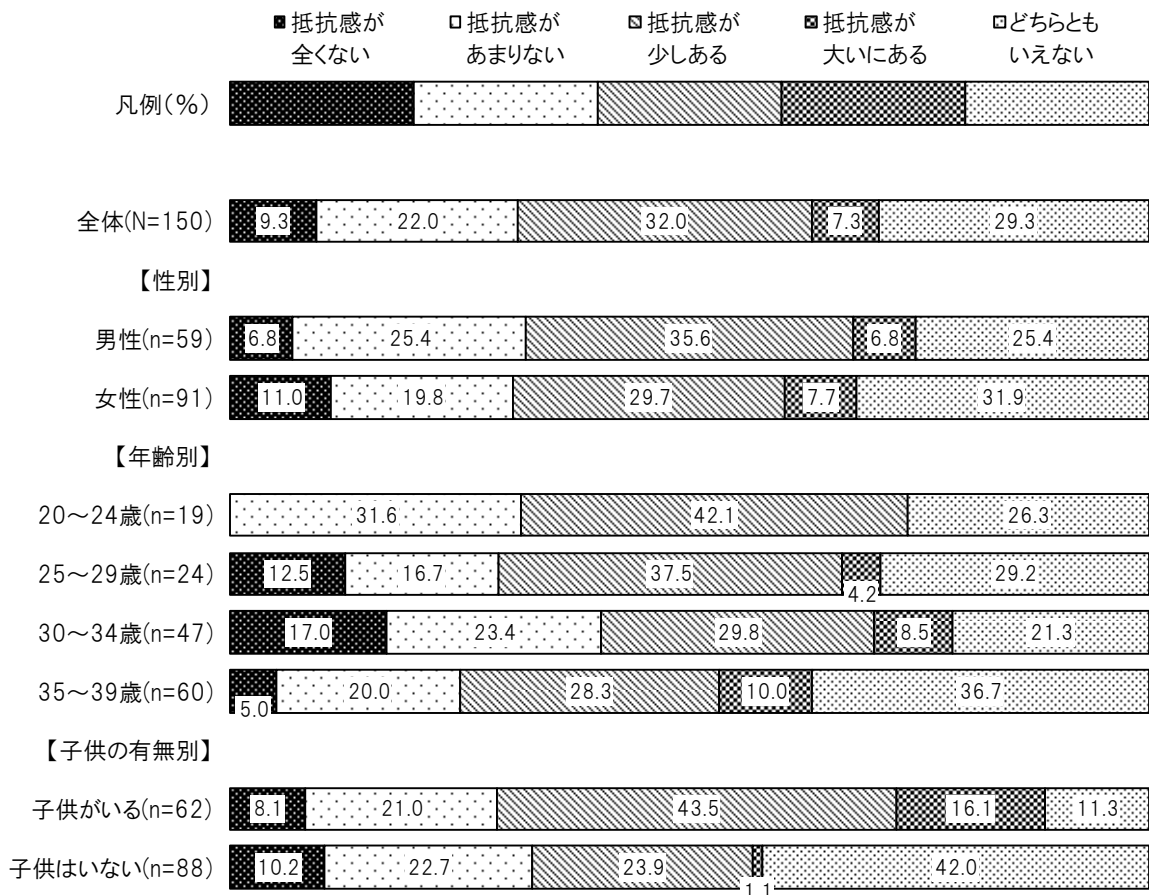 抵抗感が 抵抗感が 抵抗感が 抵抗感が どちらとも
全くない あまりない 少しある 大いにある いえない
凡例(%)
全体(N=150) 9.3 22.0 32.0 7.3 29.3
【性別】
男性(n=59) 6.8 25.4 35.6 6.8 25.4
女性(n=91) 11.0 19.8 29.7 7.7 31.9
【年齢別】
20～24歳(n=19) 31.6 42.1 26.3
25～29歳(n=24) 12.5 16.7 37.5 4.2 29.2
30～34歳(n=47) 17.0 23.4 29.8 8.5 21.3
35～39歳(n=60) 5.0 20.0 28.3 10.0 36.7
【子供の有無別】
子供がいる(n=62) 8.1 21.0 43.5 16.1 11.3
子供はいない(n=88) 10.2 22.7 23.9 1.1 42.0